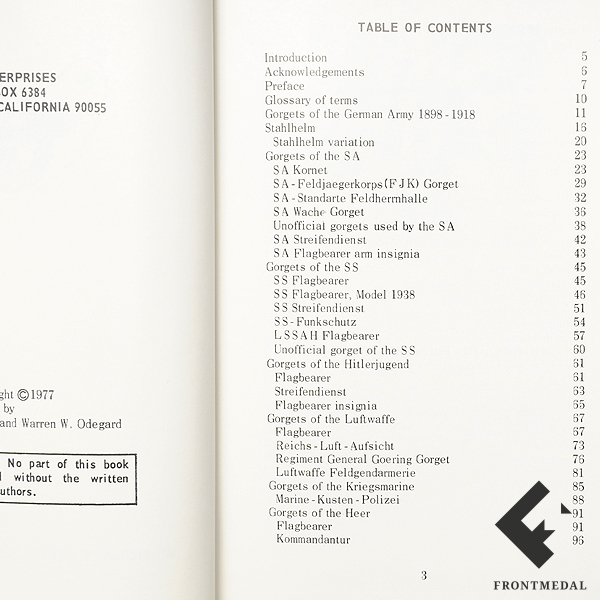 ERPRISES
OX 6384
CALIFORNIA 90055
ght ©1977
by
and Warren W. Odegard
No part of this book
d without the written
uthors.
TABLE OF CONTENTS
Introduction 5
Acknowledgements 6
Preface 7
Glossary of terms 10
Gorgets of the German Army 1898-1918 11
Stahlhelm 16
Stahlhelm variation 20
Gorgets of the SA 23
SA Kornet 23
SA-Feldjaegerkorps(FJK) Gorget 29
SA-Standarte Feldherrnhalle 32
SA Wache Gorget 36
Unofficial gorgets used by the SA 38
SA Streifendienst 42
SA Flagbearer arm insignia 43
Gorgets of the SS 45
SS Flagbearer 45
SS Flagbearer, Model 1938 46
SS Streifendienst 51
SS-Funkschutz 54
LSSAH Flagbearer 57
Unofficial gorget of the SS 60
Gorgets of the Hitlerjugend 61
Flagbearer 61
Streifendienst 63
Flagbearer insignia 65
Gorgets of the Luftwaffe 67
Flagbearer 67
Reichs-Luft-Aufsicht 73
Regiment General Goering Gorget 76
Luftwaffe Feldgendarmerie 81
Gorgets of the Kriegsmarine 85
Marine-Kusten-Polizei 88
Gorgets of the Heer 91
Flagbearer 91
Kommandantur 96
3
FRONTMEDAL